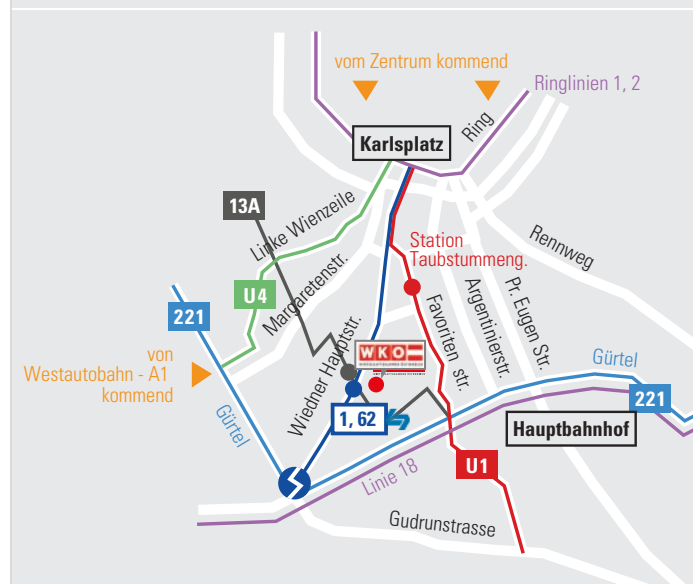 vom Zentrum kommend
Ringlinien 1, 2
Ring
Karlsplatz
13A
Linke Wienzeile
Rennweg
Station
Taubstummeng.
U4
Margaretenstr.
221
Favoriten str.
Argentinierstr.
Pr. Eugen Str.
von
Westautobahn - A1
kommend
Gürtel
Wiedner Hauptstr.
WKO
Gürtel
221
1, 62
Hauptbahnhof
Linie 18
U1
Gudrunstrasse